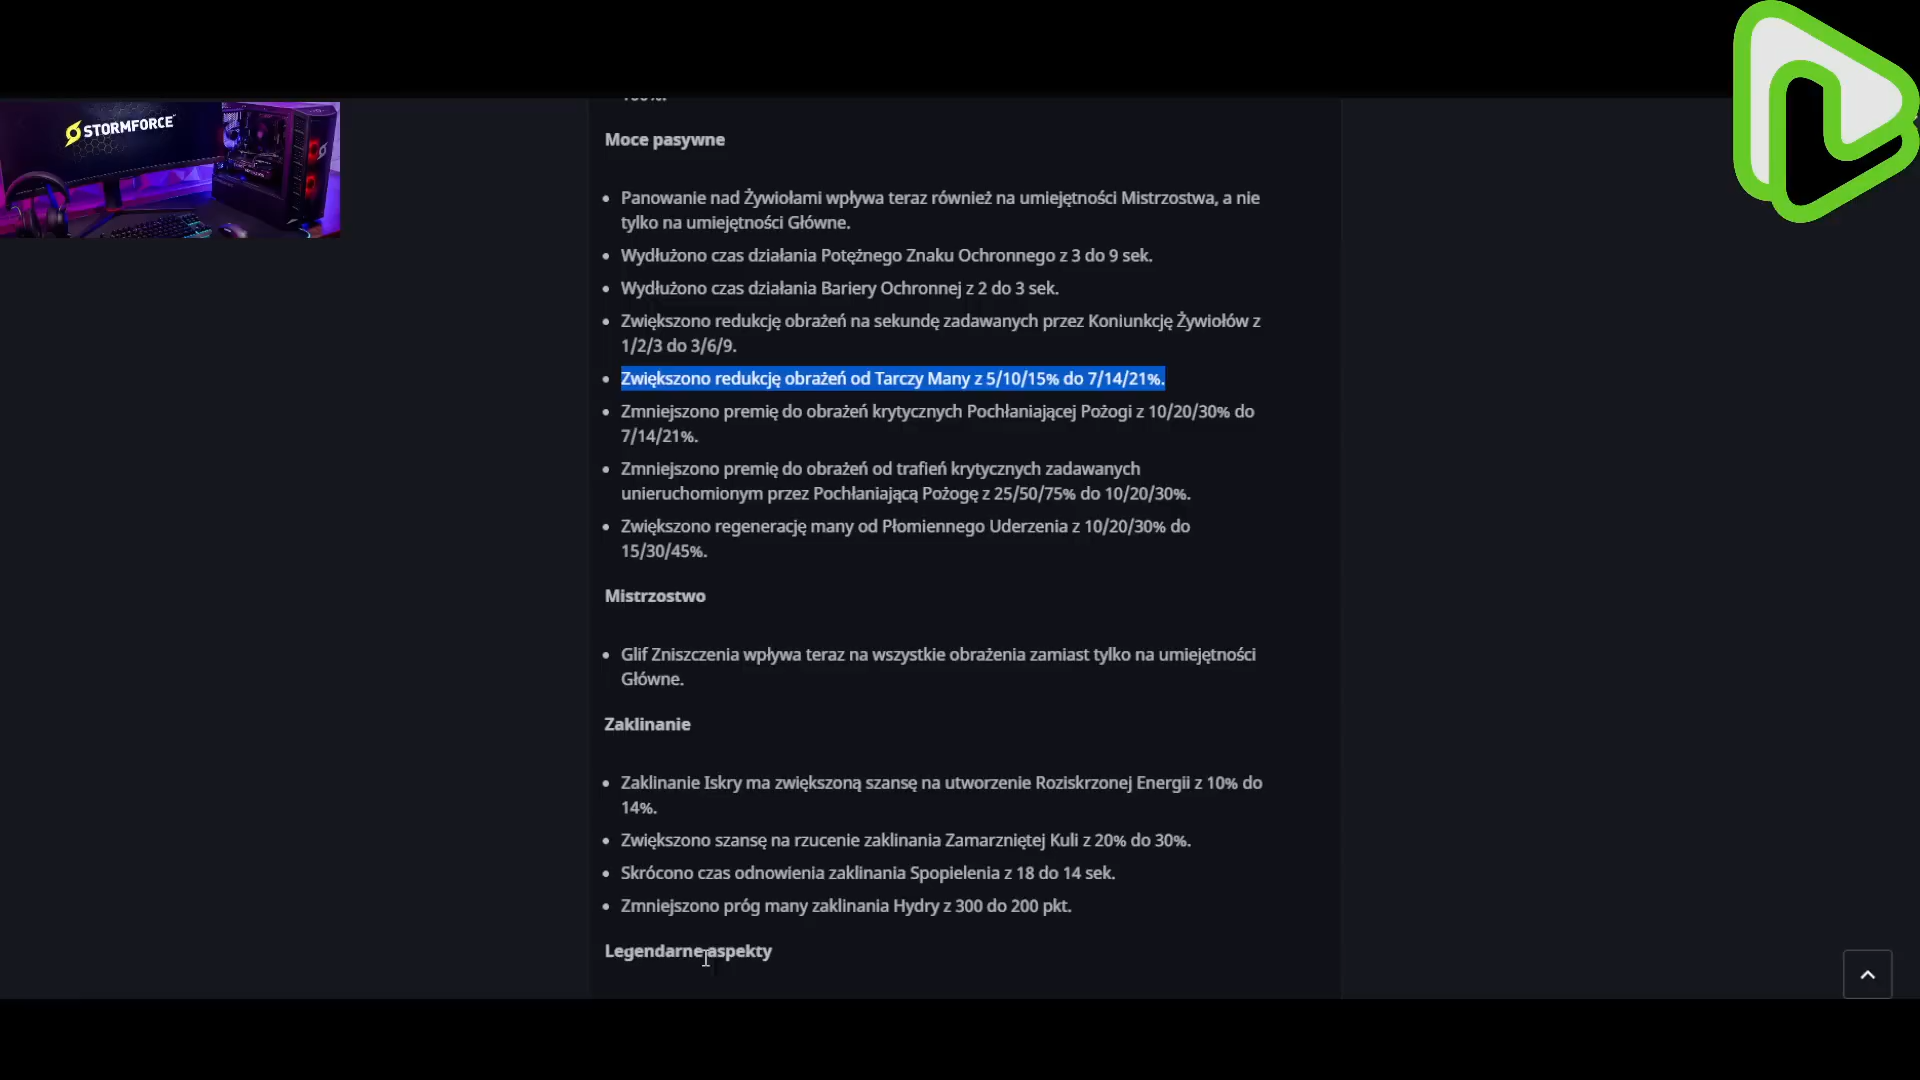 STORMFORCE
Moce pasywne
Panowanie nad Żywiołami wpływa teraz również na umiejętności Mistrzostwa, a nie
tylko na umiejętności Główne.
Wydłużono czas działania Potężnego Znaku Ochronnego z 3 do 9 sek.
Wydłużono czas działania Bariery Ochronnej z 2 do 3 sek.
Zwiększono redukcję obrażeń na sekundę zadawanych przez Koniunkcję Żywiołów z
1/2/3 do 3/6/9.
Zwiększono redukcję obrażeń od Tarczy Many z 5/10/15% do 7/14/21%.
Zmniejszono premię do obrażeń krytycznych Pochłaniającej Pożogi z 10/20/30% do
7/14/21%.
Zmniejszono premię do obrażeń od trafień krytycznych zadawanych
unieruchomionym przez Pochłaniającą Pożogę z 25/50/75% do 10/20/30%.
Zwiększono regenerację many od Płomiennego Uderzenia z 10/20/30% do
15/30/45%.
Mistrzostwo
Glif Zniszczenia wpływa teraz na wszystkie obrażenia zamiast tylko na umiejętności
Główne.
Zaklinanie
Zaklinanie Iskry ma zwiększoną szansę na utworzenie Roziskrzonej Energii z 10% do
14%.
Zwiększono szansę na rzucenie zaklinania Zamarzniętej Kuli z 20% do 30%.
Skrócono czas odnowienia zaklinania Spopielenia z 18 do 14 sek.
Zmniejszono próg many zaklinania Hydry z 300 do 200 pkt.
Legendarne aspekty